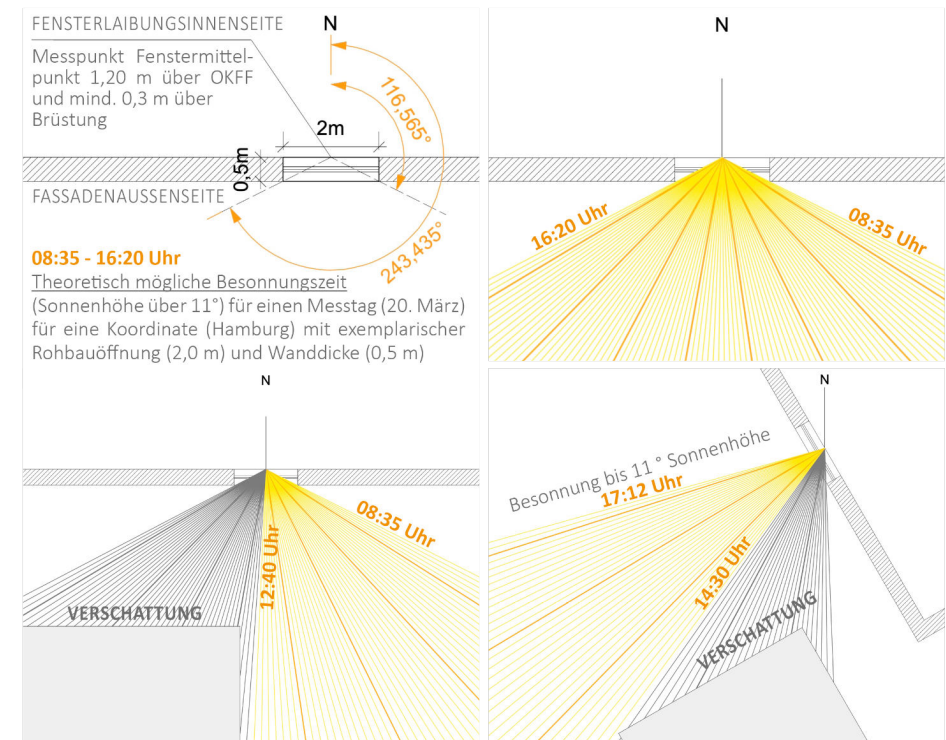 FENSTERLAIBUNGSINNENSEITE
N
Messpunkt Fenstermittel-
punkt 1,20 m über OKFF
und mind. 0,3 m über
Brüstung
116,565°
2m
0,5m
FASSADENAUSSENSEITE
243,435°
08:35 - 16:20 Uhr
Theoretisch mögliche Besonnungszeit
(Sonnenhöhe über 11°) für einen Messtag (20. März)
für eine Koordinate (Hamburg) mit exemplarischer
Rohbauöffnung (2,0 m) und Wanddicke (0,5 m)
N
16:20 Uhr
08:35 Uhr
N
08:35 Uhr
12:40 Uhr
VERSCHATTUNG
N
Besonnung bis 11 ° Sonnenhöhe
17:12 Uhr
14:30 Uhr
VERSCHATTUNG